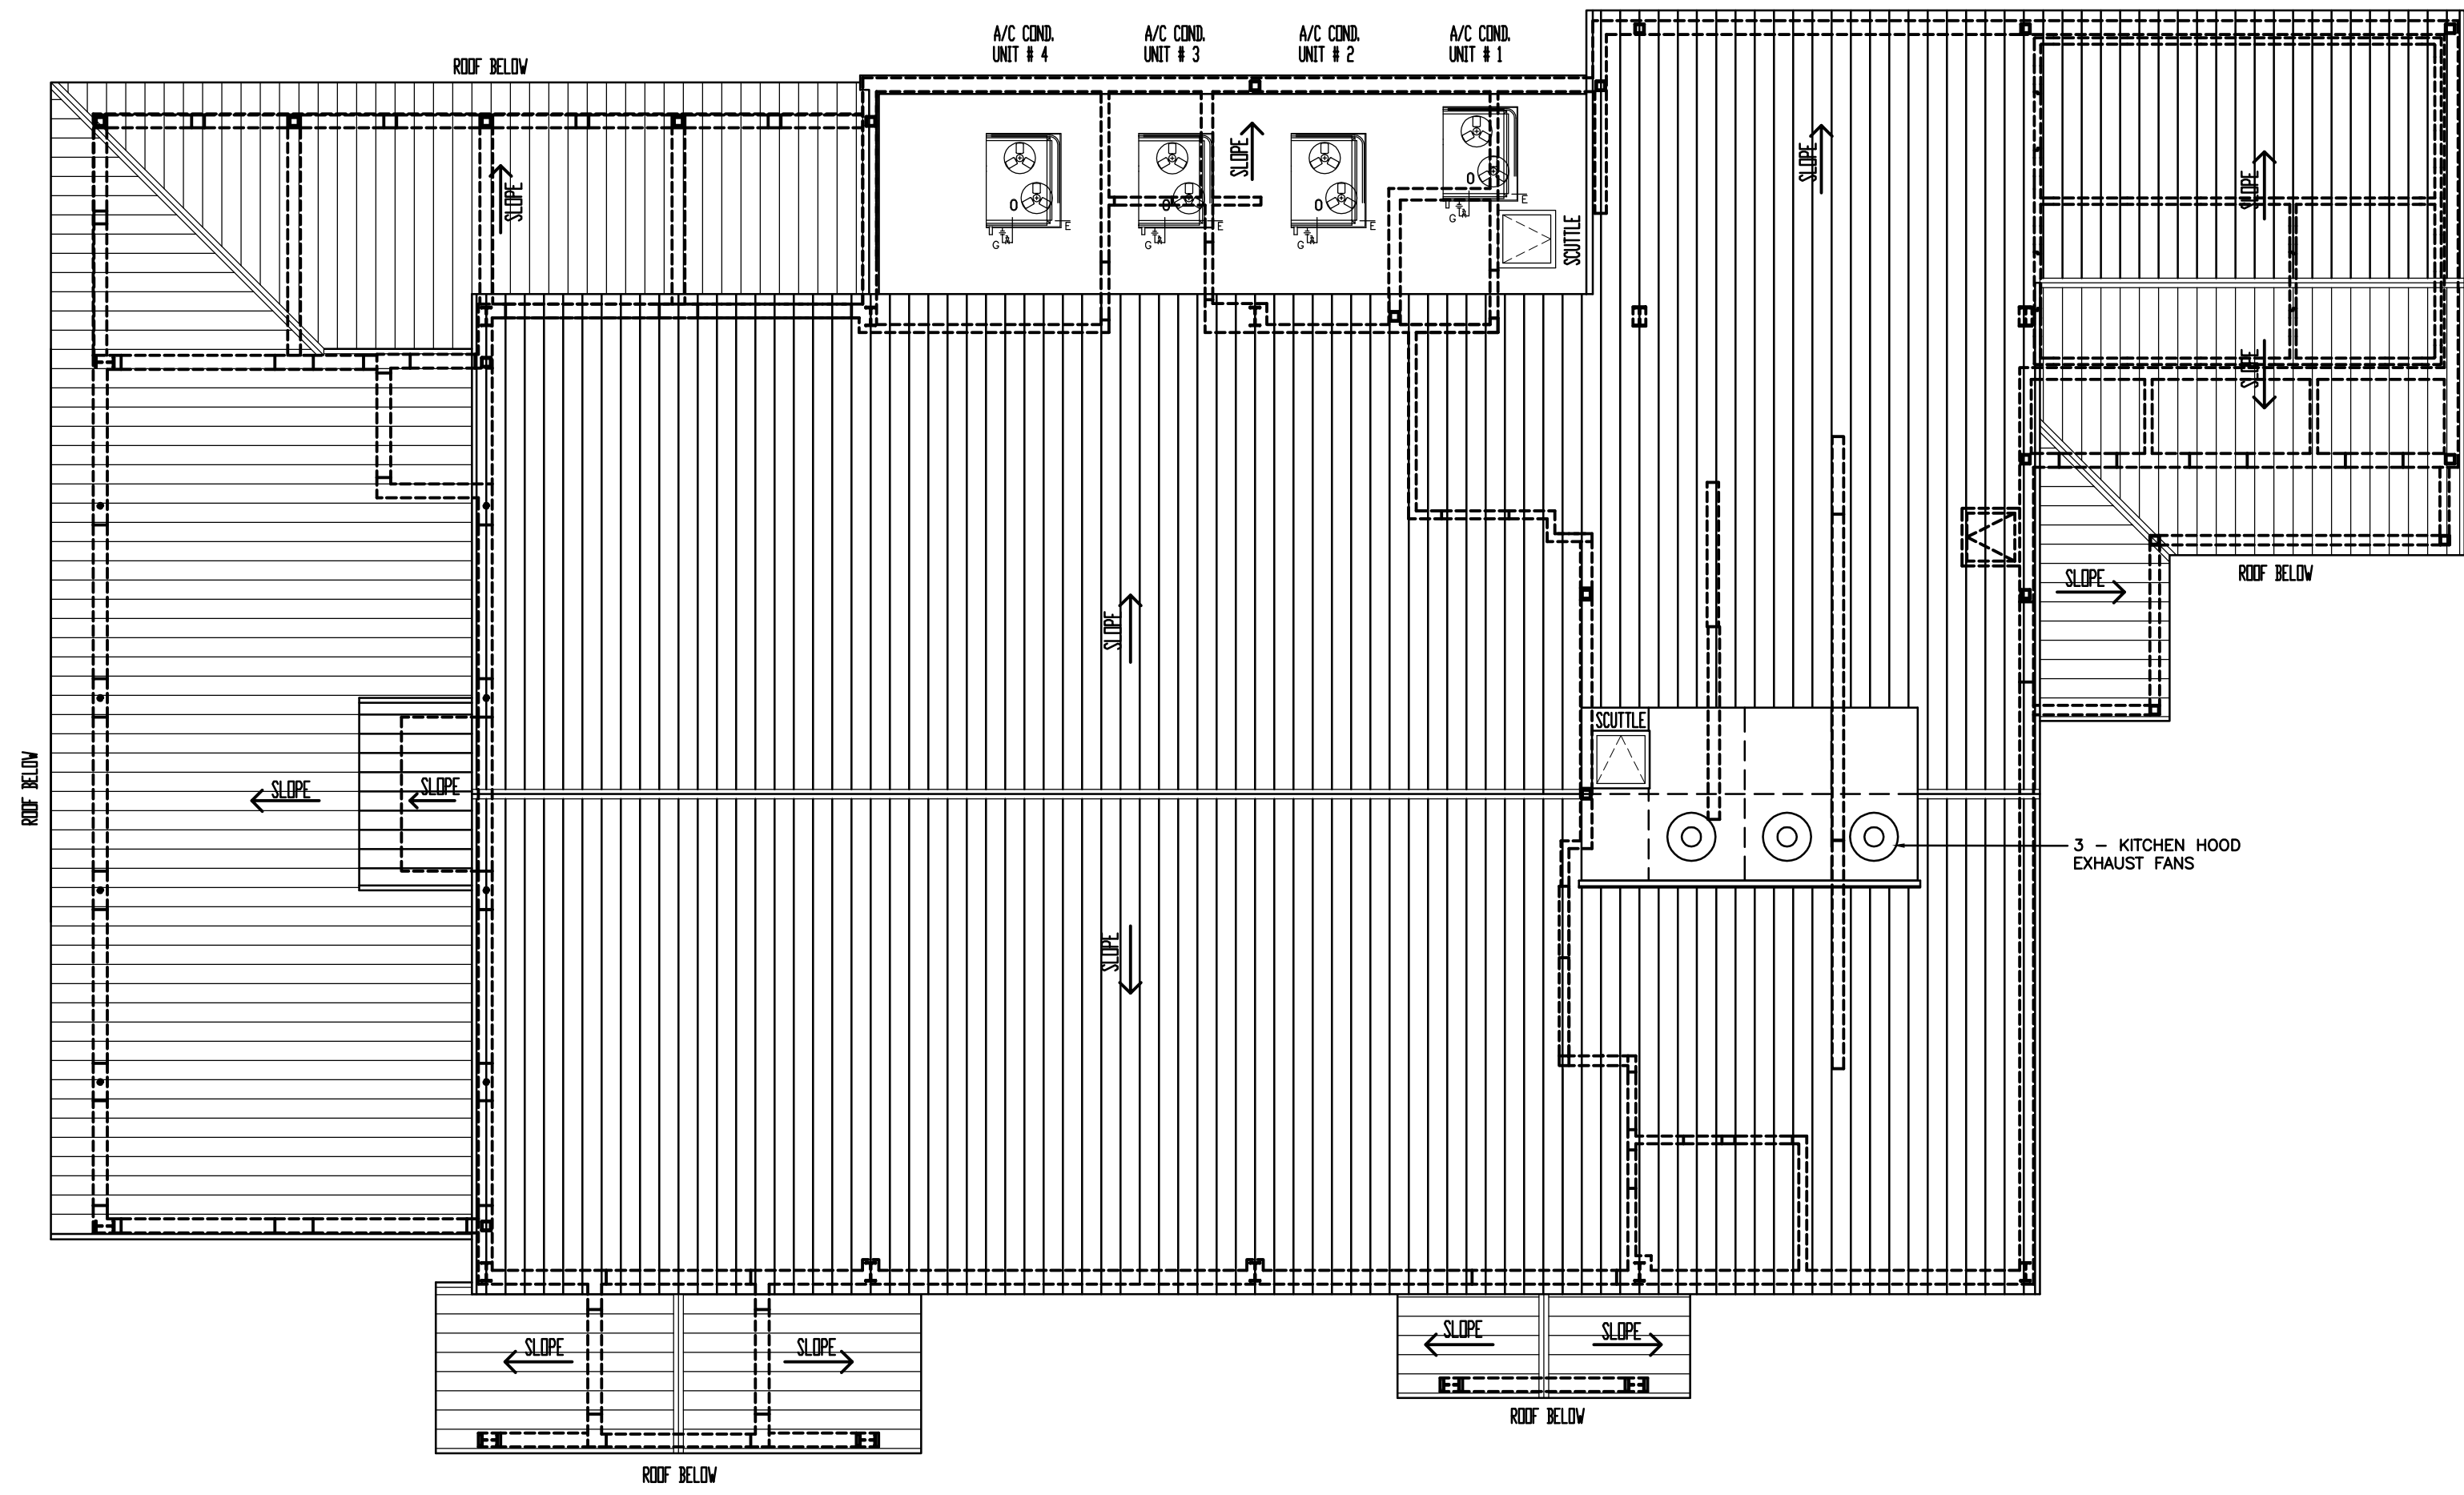 A/C COND.
UNIT # 4
A/C COND.
UNIT # 3
A/C COND.
UNIT # 2
A/C COND.
UNIT # 1
ROOF BELOW
SLOPE
SLOPE
SLOPE
SLOPE
O
E
G
A
O
E
G
A
O
E
G
A
O
E
G
A
SCUTTLE
SLOPE
ROOF BELOW
SLOPE
SLOPE
SCUTTLE
ROOF BELOW
SLOPE
SLOPE
3 - KITCHEN HOOD
EXHAUST FANS
SLOPE
SLOPE
SLOPE
SLOPE
SLOPE
ROOF BELOW
ROOF BELOW